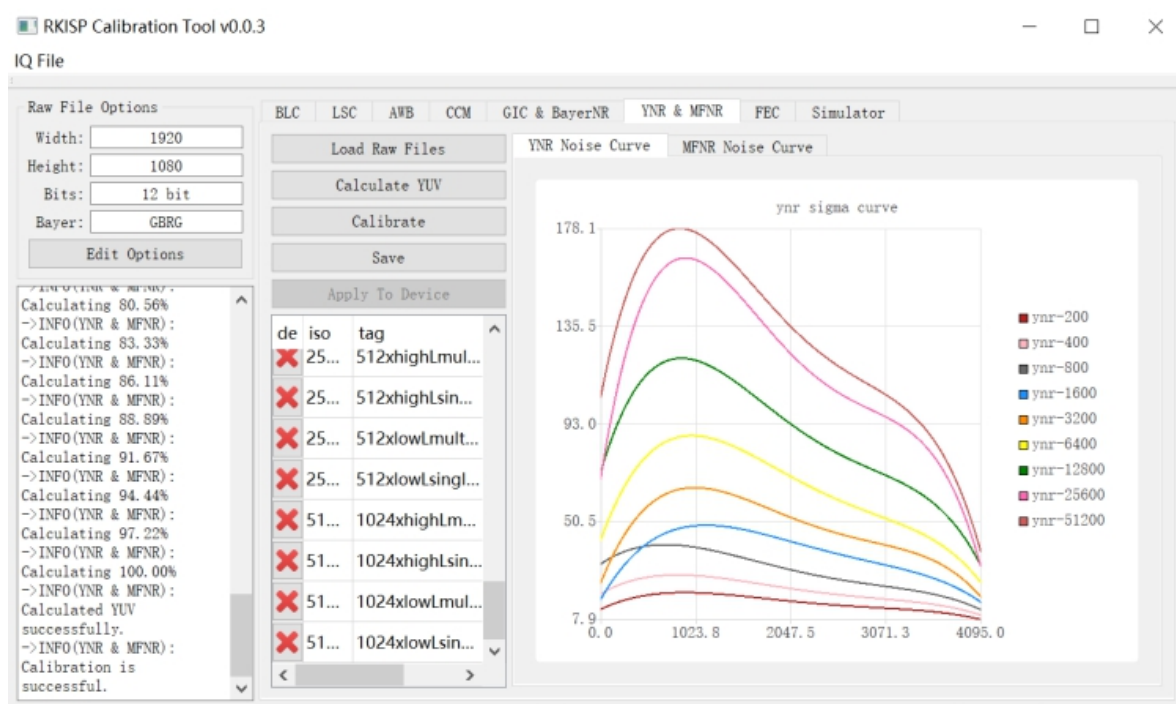 RKISP Calibration Tool v0.0.3
IQ File
Raw File Options
Width: 1920
Height: 1080
Bits: 12 bit
Bayer: GBRG
Edit Options
->INFO(YNR & MFNR):
Calculating 80.56%
->INFO(YNR & MFNR):
Calculating 83.33%
->INFO(YNR & MFNR):
Calculating 86.11%
->INFO(YNR & MFNR):
Calculating 88.89%
->INFO(YNR & MFNR):
Calculating 91.67%
->INFO(YNR & MFNR):
Calculating 94.44%
->INFO(YNR & MFNR):
Calculating 97.22%
->INFO(YNR & MFNR):
Calculating 100.00%
->INFO(YNR & MFNR):
Calculated YUV
successfully.
->INFO(YNR & MFNR):
Calibration is
successful.
BLC LSC AWB CCM GIC & BayerNR YNR & MFNR FEC Simulator
Load Raw Files
Calculate YUV
Calibrate
Save
Apply To Device
de iso tag
25... 512xhighLmul...
25... 512xhighLsin...
25... 512xlowLmult...
25... 512xlowLsingl...
51... 1024xhighLm...
51... 1024xhighLsin...
51... 1024xlowLmul...
51... 1024xlowLsin...
YNR Noise Curve MFNR Noise Curve
ynr sigma curve
178.1
135.5
93.0
50.5
7.9
0.0 1023.8 2047.5 3071.3 4095.0
ynr-200
ynr-400
ynr-800
ynr-1600
ynr-3200
ynr-6400
ynr-12800
ynr-25600
ynr-51200